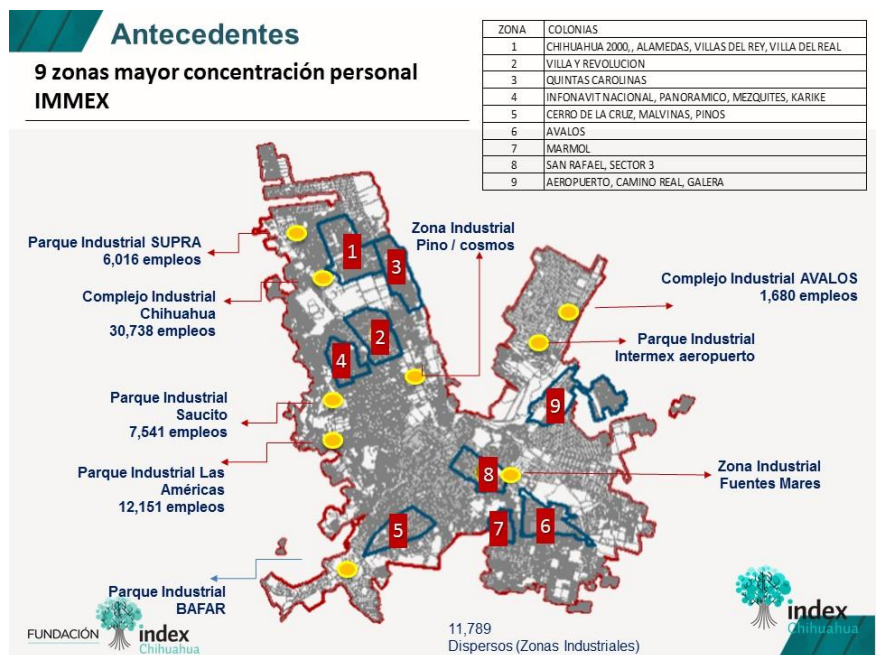 Antecedentes
9 zonas mayor concentración personal
IMMEX
ZONA COLONIAS
1 CHIHUAHUA 2000,, ALAMEDAS, VILLAS DEL REY, VILLA DEL REAL
2 VILLA Y REVOLUCION
3 QUINTAS CAROLINAS
4 INFONAVIT NACIONAL, PANORAMICO, MEZQUITES, KARIKE
5 CERRO DE LA CRUZ, MALVINAS, PINOS
6 AVALOS
7 MARMOL
8 SAN RAFAEL, SECTOR 3
9 AEROPUERTO, CAMINO REAL, GALERA
Parque Industrial SUPRA
6,016 empleos
Complejo Industrial
Chihuahua
30,738 empleos
Parque Industrial
Saucito
7,541 empleos
Parque Industrial Las
Américas
12,151 empleos
Parque Industrial
BAFAR
Zona Industrial
Pino / cosmos
Complejo Industrial AVALOS
1,680 empleos
Parque Industrial
Intermex aeropuerto
Zona Industrial
Fuentes Mares
1
3
2
4
9
8
5
7
6
11,789
Dispersos (Zonas Industriales)
FUNDACIÓN index
Chihuahua
index
Chihuahua